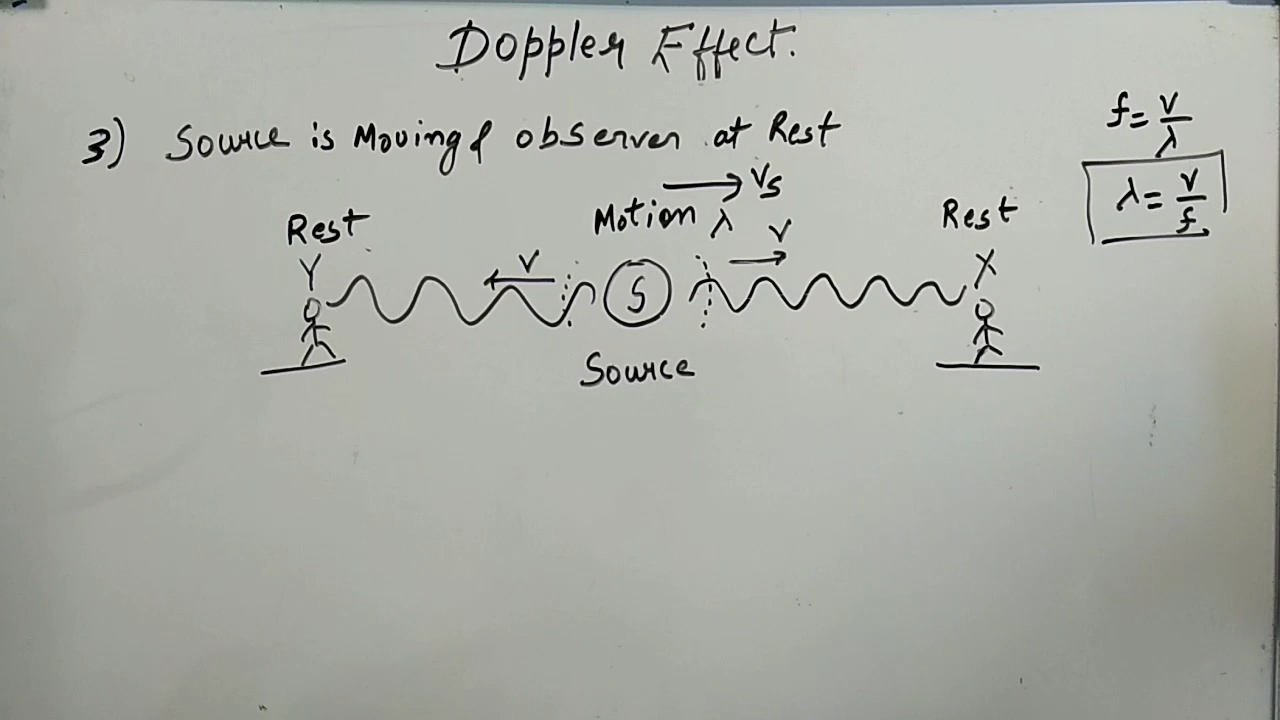 Doppler Effect.
3) Source is Moving & observer at Rest
f = v/λ
λ = v/f
Rest
Motion
Vs
λ
v
Rest
Y
v
S
X
Source